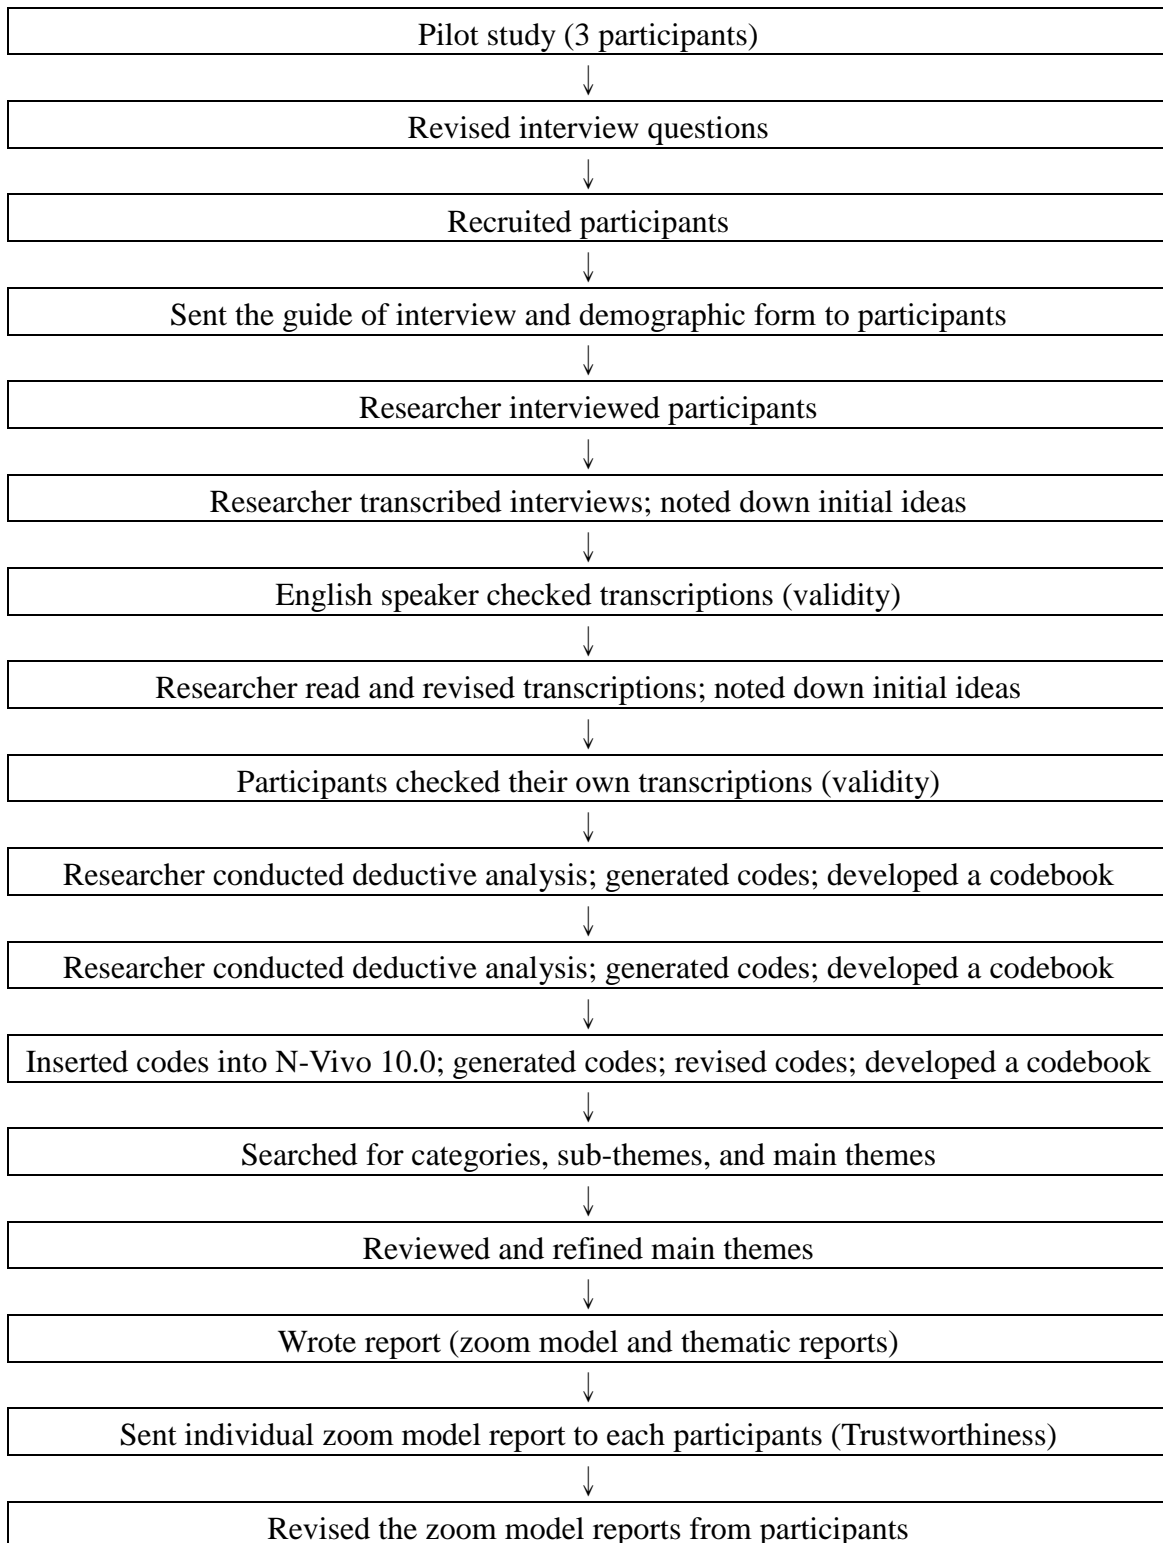 Pilot study (3 participants)
↓
Revised interview questions
↓
Recruited participants
↓
Sent the guide of interview and demographic form to participants
↓
Researcher interviewed participants
↓
Researcher transcribed interviews; noted down initial ideas
↓
English speaker checked transcriptions (validity)
↓
Researcher read and revised transcriptions; noted down initial ideas
↓
Participants checked their own transcriptions (validity)
↓
Researcher conducted deductive analysis; generated codes; developed a codebook
↓
Researcher conducted deductive analysis; generated codes; developed a codebook
↓
Inserted codes into N-Vivo 10.0; generated codes; revised codes; developed a codebook
↓
Searched for categories, sub-themes, and main themes
↓
Reviewed and refined main themes
↓
Wrote report (zoom model and thematic reports)
↓
Sent individual zoom model report to each participants (Trustworthiness)
↓
Revised the zoom model reports from participants